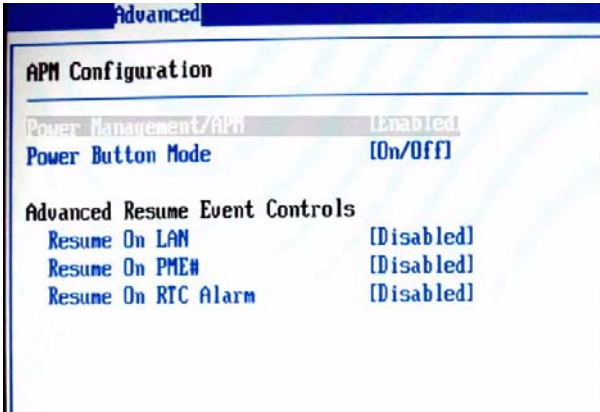 Advanced
APM Configuration
Power Management/APM [Enabled]
Power Button Mode [On/Off]
Advanced Resume Event Controls
Resume On LAN [Disabled]
Resume On PME# [Disabled]
Resume On RTC Alarm [Disabled]